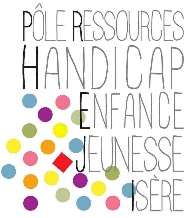 PÔLE RESSOURCES
HANDICAP
ENFANCE
JEUNESSE
ISÈRE